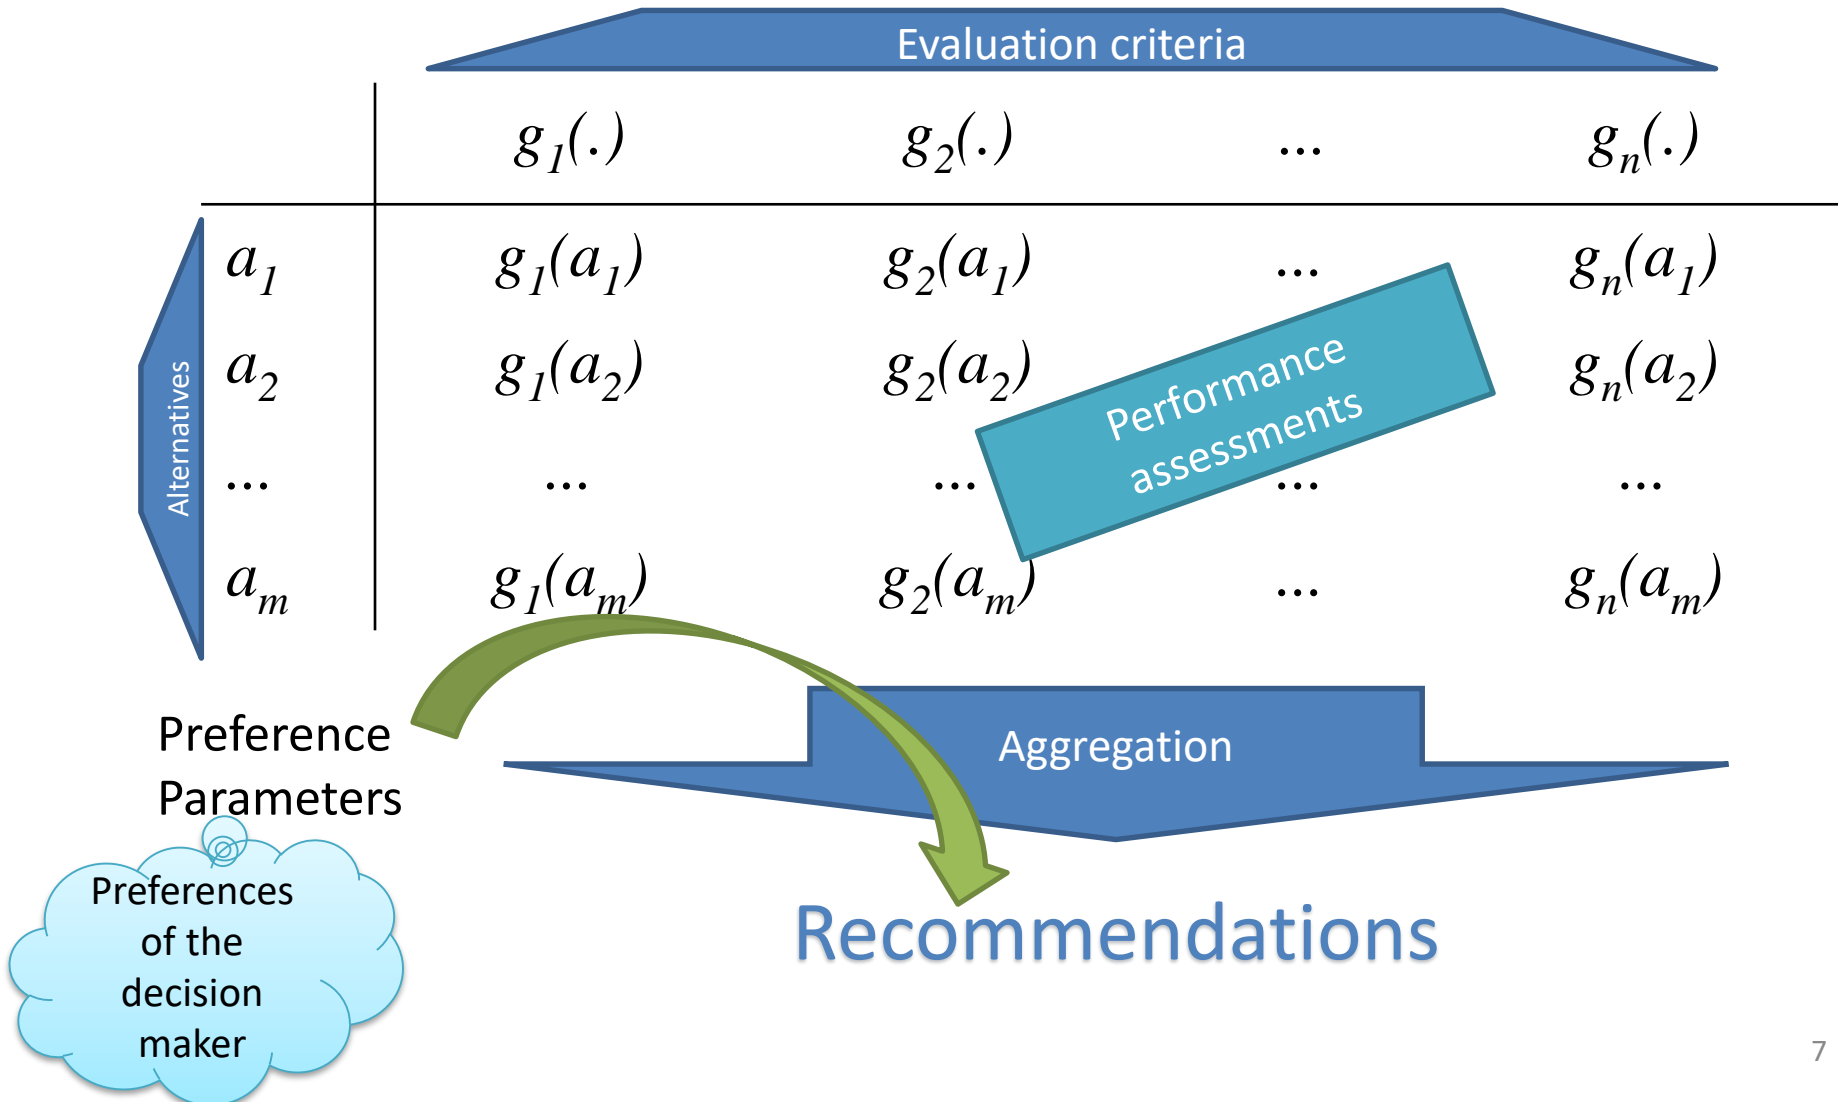 Evaluation criteria
g1(.) g2(.) ... gn(.)
a1 g1(a1) g2(a1) ... gn(a1)
a2 g1(a2) g2(a2) gn(a2)
Performance
assessments
Alternatives
... ... ... ... ...
am g1(am) g2(am) ... gn(am)
Preference
Parameters
Aggregation
Preferences
of the
decision
maker
Recommendations
7